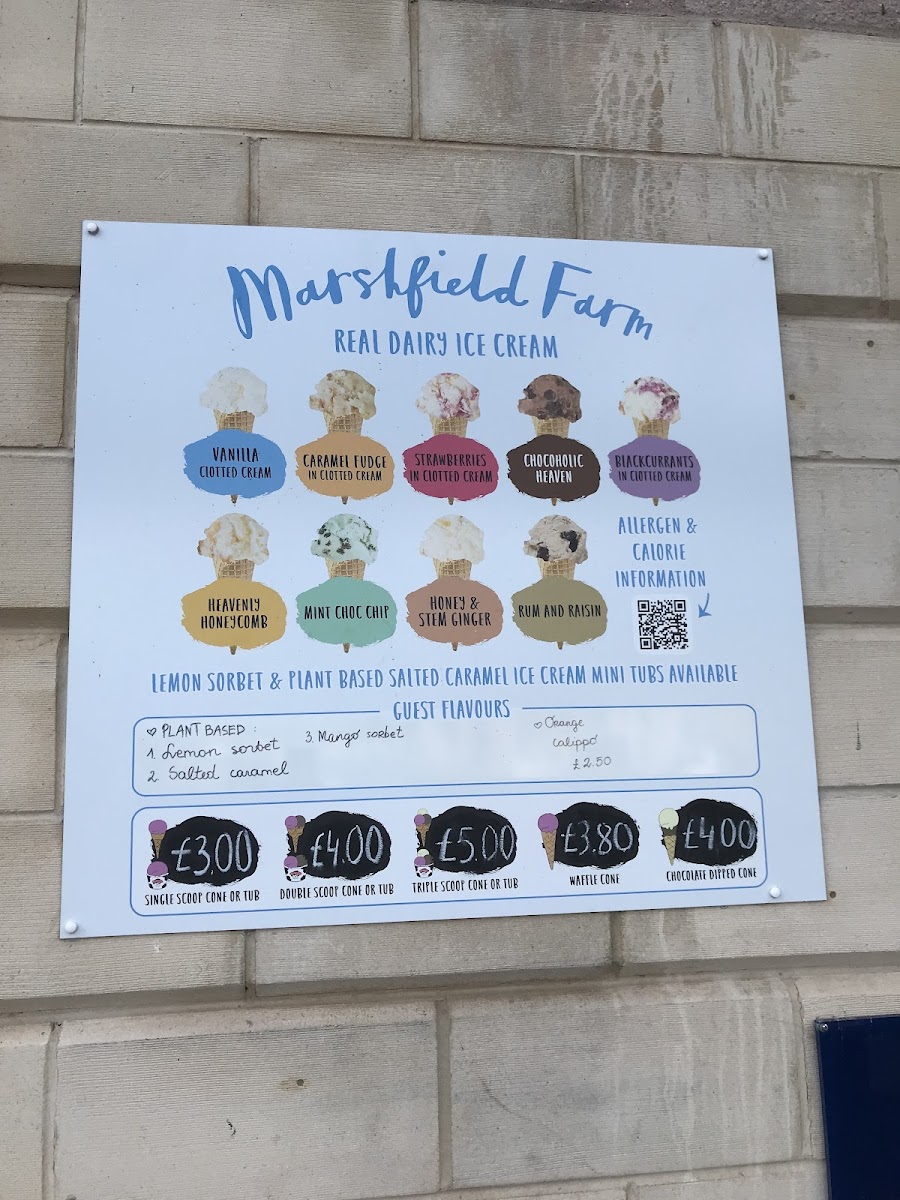 Marshfield Farm
REAL DAIRY ICE CREAM
VANILLA
CLOTTED CREAM
CARAMEL FUDGE
IN CLOTTED CREAM
STRAWBERRIES
IN CLOTTED CREAM
CHOCOHOLIC
HEAVEN
BLACKCURRANTS
IN CLOTTED CREAM
HEAVENLY
HONEYCOMB
MINT CHOC CHIP
HONEY &
STEM GINGER
RUM AND RAISIN
ALLERGEN &
CALORIE
INFORMATION
LEMON SORBET & PLANT BASED SALTED CARAMEL ICE CREAM MINI TUBS AVAILABLE
GUEST FLAVOURS
♡ PLANT BASED :
1. Lemon sorbet
2. Salted caramel
3. Mango sorbet
♡ Orange
calippo
£2.50
£3.00
SINGLE SCOOP CONE OR TUB
£4.00
DOUBLE SCOOP CONE OR TUB
£5.00
TRIPLE SCOOP CONE OR TUB
£3.80
WAFFLE CONE
£4.00
CHOCOLATE DIPPED CONE